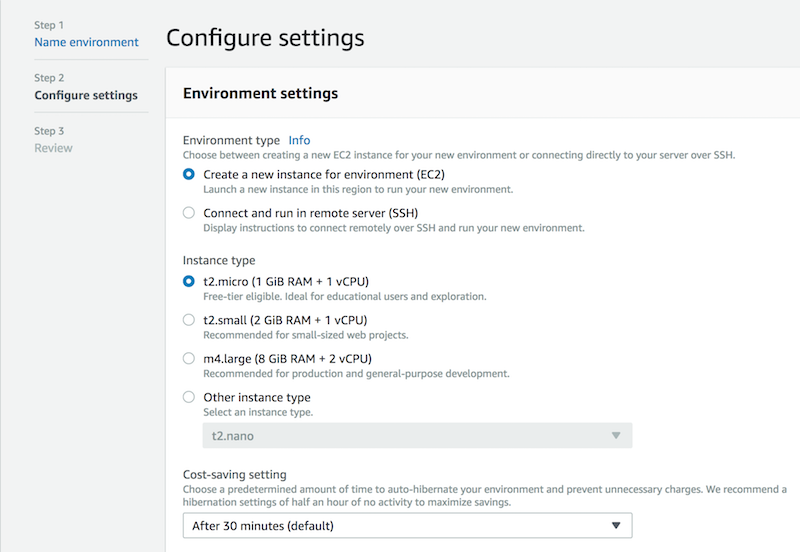 Step 1
Name environment
Step 2
Configure settings
Step 3
Review
Configure settings
Environment settings
Environment type Info
Choose between creating a new EC2 instance for your new environment or connecting directly to your server over SSH.
Create a new instance for environment (EC2)
Launch a new instance in this region to run your new environment.
Connect and run in remote server (SSH)
Display instructions to connect remotely over SSH and run your new environment.
Instance type
t2.micro (1 GiB RAM + 1 vCPU)
Free-tier eligible. Ideal for educational users and exploration.
t2.small (2 GiB RAM + 1 vCPU)
Recommended for small-sized web projects.
m4.large (8 GiB RAM + 2 vCPU)
Recommended for production and general-purpose development.
Other instance type
Select an instance type.
t2.nano
Cost-saving setting
Choose a predetermined amount of time to auto-hibernate your environment and prevent unnecessary charges. We recommend a
hibernation settings of half an hour of no activity to maximize savings.
After 30 minutes (default)